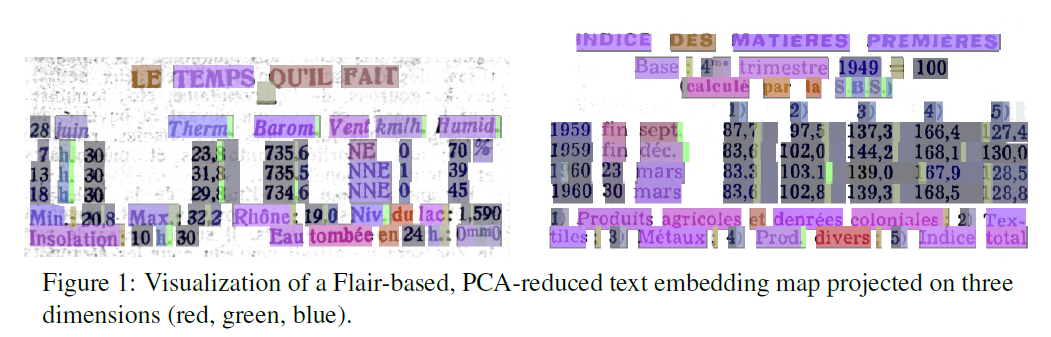 LE TEMPS QU'IL FAIT
28 juin Therm. Barom. Vent km/h. Humid.
7 h. 30 23,8 735.6 NE 0 70 %
13 h. 30 31,8 735.5 NNE 1 39
18 h. 30 29,8 734.6 NNE 0 45
Min.: 20,8. Max.: 32,2 Rhône: 19,0 Niv. du lac: 1,590
Insolation: 10 h. 30 Eau tombée en 24 h.: 0mm0
INDICE DES MATIÈRES PREMIÈRES
Base : 4me trimestre 1949 = 100
(calculé par la S.B.S.)
1) 2) 3) 4) 5)
1959 fin sept. 87,7 97,5 137,3 166,4 127,4
1959 fin déc. 83,6 102,0 144,2 168,1 130,0
1960 23 mars 83,3 103.1 139,0 167,9 128,5
1960 30 mars 83,6 102,8 139,3 168,5 128,8
1) Produits agricoles et denrées coloniales : 2) Tex-
tiles : 3) Métaux ; 4) Prod. divers : 5) Indice total
Figure 1: Visualization of a Flair-based, PCA-reduced text embedding map projected on three
dimensions (red, green, blue).